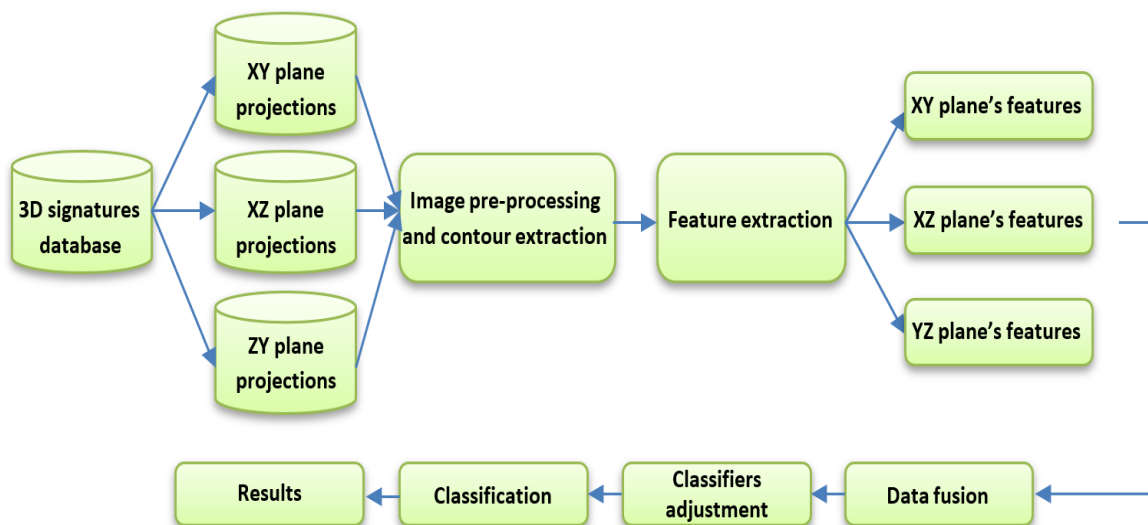 3D signatures
database
XY plane
projections
XZ plane
projections
ZY plane
projections
Image pre-processing
and contour extraction
Feature extraction
XY plane’s features
XZ plane’s features
YZ plane’s features
Data fusion
Classifiers
adjustment
Classification
Results